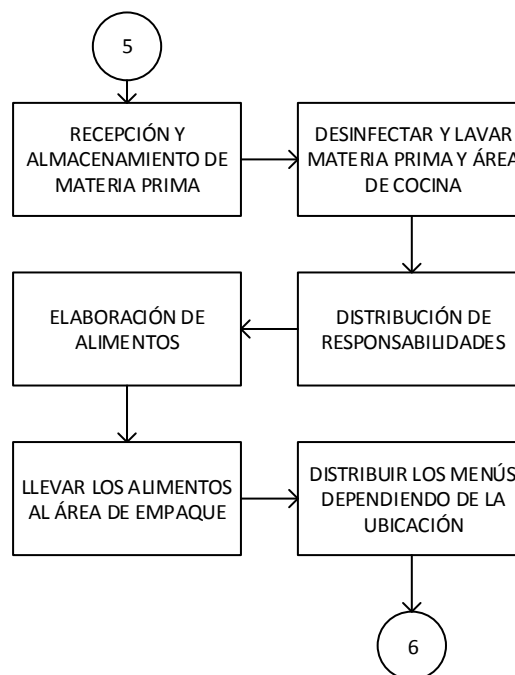 5
RECEPCIÓN Y
ALMACENAMIENTO DE
MATERIA PRIMA
DESINFECTAR Y LAVAR
MATERIA PRIMA Y ÁREA
DE COCINA
ELABORACIÓN DE
ALIMENTOS
DISTRIBUCIÓN DE
RESPONSABILIDADES
LLEVAR LOS ALIMENTOS
AL ÁREA DE EMPAQUE
DISTRIBUIR LOS MENÚS
DEPENDIENDO DE LA
UBICACIÓN
6